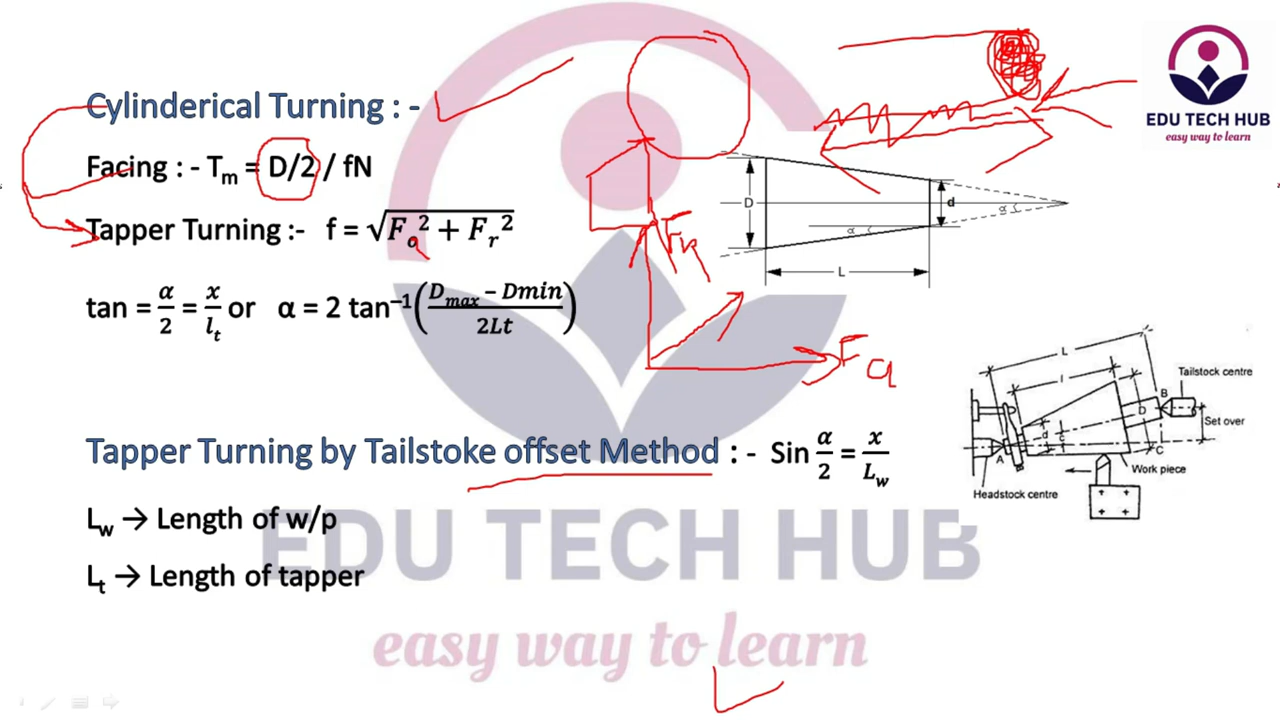 Cylinderical Turning : -
Facing : - Tm = D/2 / fN
Tapper Turning :- f = √Fa² + Fr²
tan = α/2 = x/lt or α = 2 tan⁻¹(Dmax – Dmin/2Lt)
Tapper Turning by Tailstoke offset Method : - Sin α/2 = x/Lw
Lw → Length of w/p
Lt → Length of tapper
EDU TECH HUB
easy way to learn
EDU TECH HUB
easy way to learn
D
d
α
α
L
FR
Fa
L
l
Tailstock centre
B
D
Set over
d
A
C
Work piece
Headstock centre